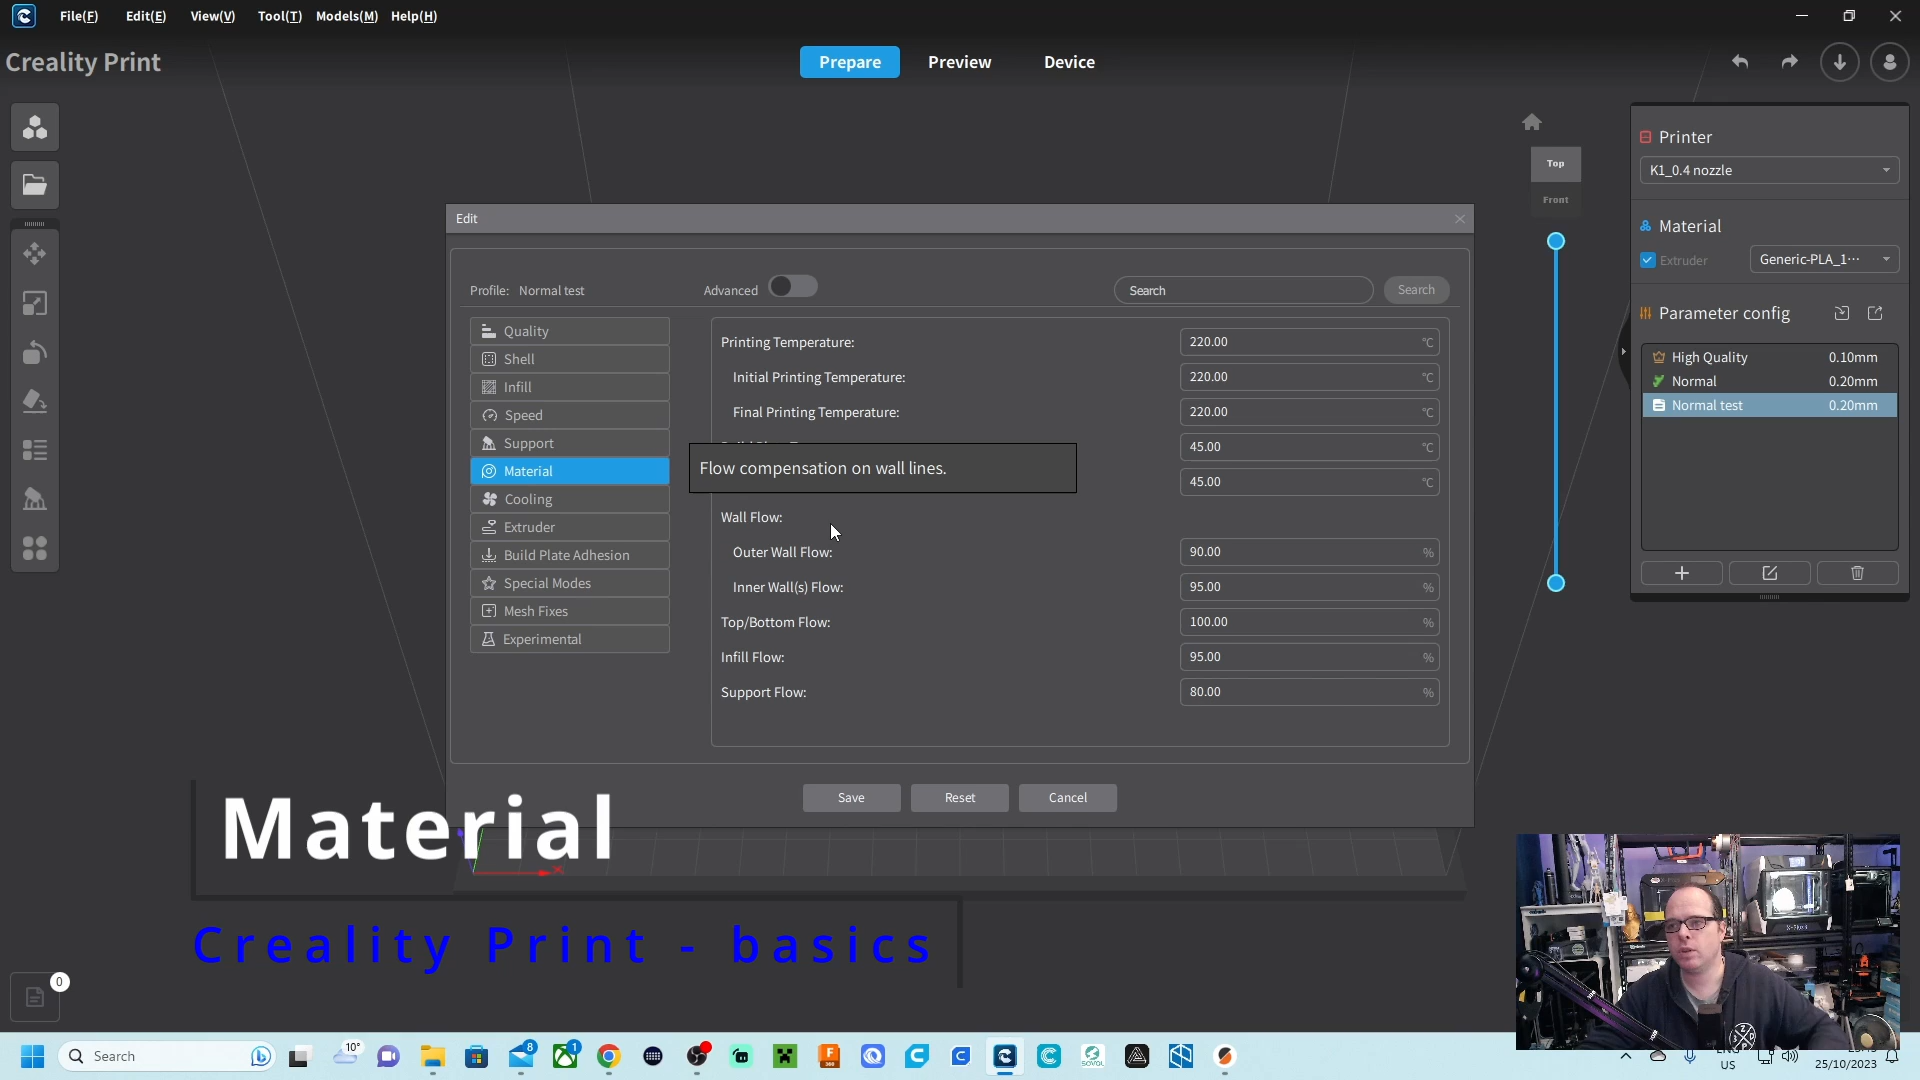 File(F) Edit(E) View(V) Tool(T) Models(M) Help(H)
Creality Print
Prepare Preview Device
Top
Front
Printer
K1_0.4 nozzle
Material
Extruder Generic-PLA_1···
Parameter config
High Quality 0.10mm
Normal 0.20mm
Normal test 0.20mm
Edit
Profile: Normal test Advanced Search Search
Quality
Shell
Infill
Speed
Support
Material
Cooling
Extruder
Build Plate Adhesion
Special Modes
Mesh Fixes
Experimental
Printing Temperature: 220.00 °C
Initial Printing Temperature: 220.00 °C
Final Printing Temperature: 220.00 °C
45.00 °C
Flow compensation on wall lines.
45.00 °C
Wall Flow:
Outer Wall Flow: 90.00 %
Inner Wall(s) Flow: 95.00 %
Top/Bottom Flow: 100.00 %
Infill Flow: 95.00 %
Support Flow: 80.00 %
Save Reset Cancel
Material
Creality Print - basics
0
Search
10°
8
1
SOVOL
US
25/10/2023